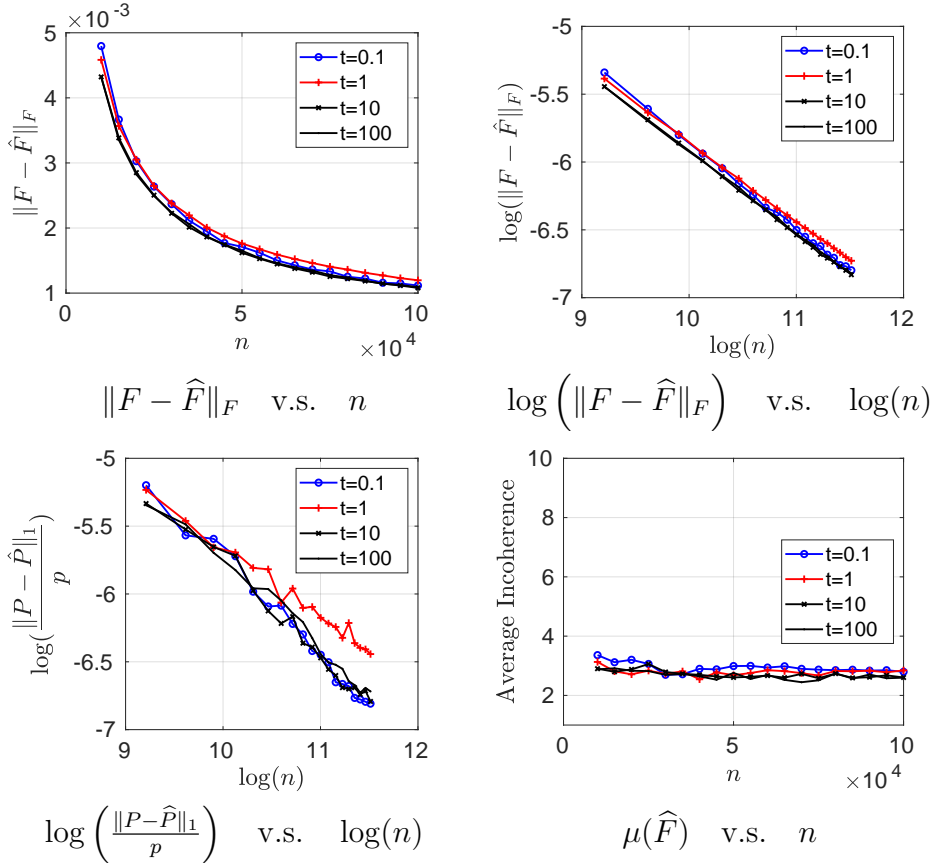 ×10⁻³
5
4
3
2
1
‖F − F̂‖_F
t=0.1
t=1
t=10
t=100
0 5 10
n ×10⁴
‖F − F̂‖_F v.s. n
-5
-5.5
-6
-6.5
-7
log(‖F − F̂‖_F)
t=0.1
t=1
t=10
t=100
9 10 11 12
log(n)
log (‖F − F̂‖_F) v.s. log(n)
-5
-5.5
-6
-6.5
-7
log(‖P − P̂‖₁/p)
t=0.1
t=1
t=10
t=100
9 10 11 12
log(n)
log (‖P−P̂‖₁/p) v.s. log(n)
10
8
6
4
2
Average Incoherence
t=0.1
t=1
t=10
t=100
0 5 10
n ×10⁴
μ(F̂) v.s. n